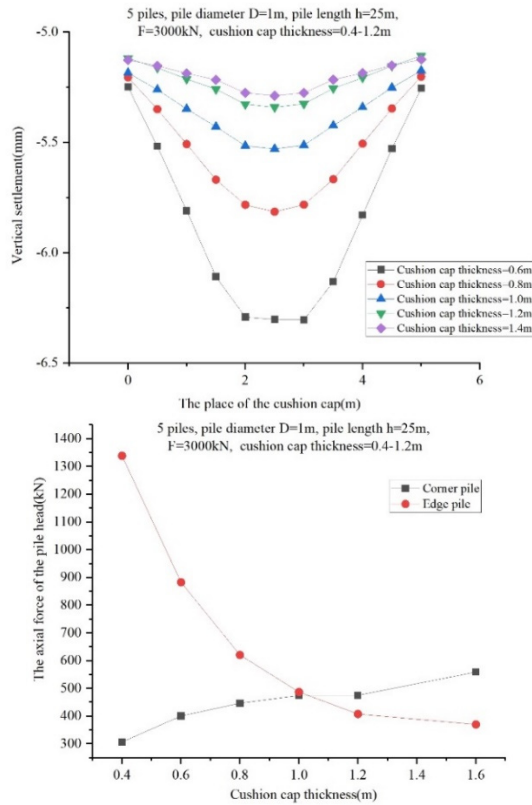 5 piles, pile diameter D=1m, pile length h=25m,
F=3000kN, cushion cap thickness=0.4-1.2m
-5.0
-5.5
-6.0
-6.5
Vertical settlement(mm)
Cushion cap thickness=0.6m
Cushion cap thickness=0.8m
Cushion cap thickness=1.0m
Cushion cap thickness=1.2m
Cushion cap thickness=1.4m
0 2 4 6
The place of the cushion cap(m)
5 piles, pile diameter D=1m, pile length h=25m,
F=3000kN, cushion cap thickness=0.4-1.2m
1400
1300
1100
900
800
700
600
500
400
300
The axial force of the pile head(kN)
Corner pile
Edge pile
0.4 0.6 0.8 1.0 1.2 1.6
Cushion cap thickness(m)